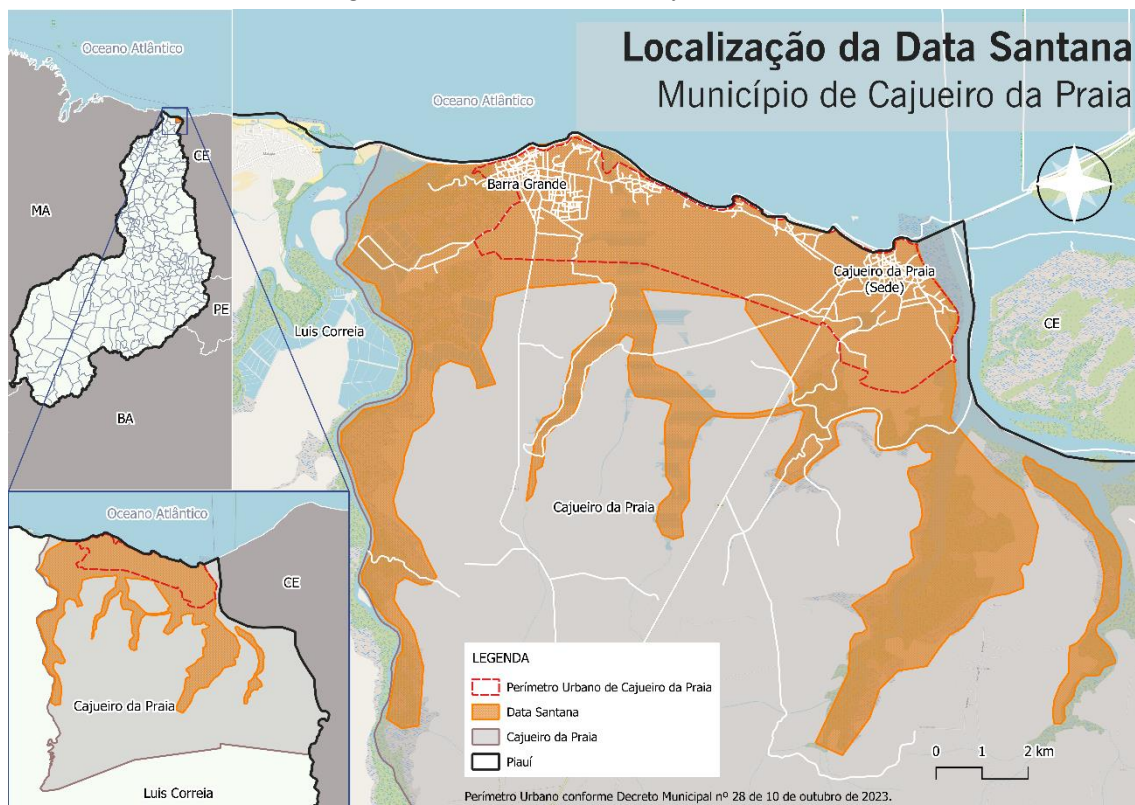 Localização da Data Santana
Município de Cajueiro da Praia
Oceano Atlântico
Oceano Atlântico
CE
MA
PE
BA
Barra Grande
Cajueiro da Praia
(Sede)
Luis Correia
CE
Cajueiro da Praia
Oceano Atlântico
CE
Cajueiro da Praia
Luis Correia
LEGENDA
Perímetro Urbano de Cajueiro da Praia
Data Santana
Cajueiro da Praia
Piauí
0 1 2 km
Perímetro Urbano conforme Decreto Municipal nº 28 de 10 de outubro de 2023.